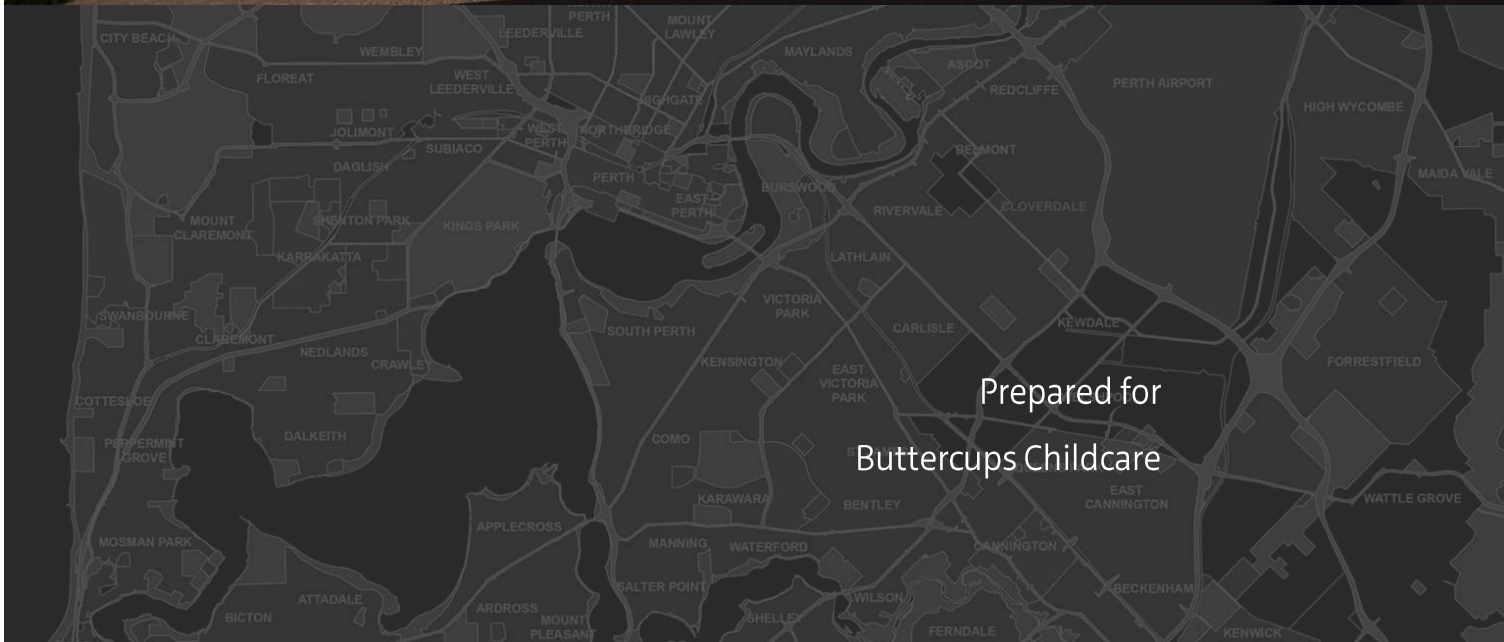 NORTH
PERTH
MOUNT
LAWLEY
CITY BEACH
LEEDERVILLE
WEMBLEY
MAYLANDS
ASCOT
FLOREAT
WEST
LEEDERVILLE
REDCLIFFE
PERTH AIRPORT
HIGHGATE
HIGH WYCOMBE
JOLIMONT
WEST
PERTH
NORTHBRIDGE
SUBIACO
BELMONT
DAGLISH
PERTH
MAIDA VALE
BURSWOOD
EAST
PERTH
RIVERVALE
CLOVERDALE
MOUNT
CLAREMONT
SHENTON PARK
KINGS PARK
KARRAKATTA
LATHLAIN
VICTORIA
PARK
SWANBOURNE
SOUTH PERTH
CARLISLE
KEWDALE
CLAREMONT
NEDLANDS
CRAWLEY
KENSINGTON
EAST
VICTORIA
PARK
FORRESTFIELD
Prepared for
COTTESLOE
DALKEITH
PEPPERMINT
GROVE
COMO
Buttercups Childcare
KARAWARA
BENTLEY
EAST
CANNINGTON
WATTLE GROVE
APPLECROSS
MOSMAN PARK
MANNING
WATERFORD
CANNINGTON
SALTER POINT
BECKENHAM
ATTADALE
WILSON
BICTON
ARDROSS
MOUNT
PLEASANT
SHELLEY
FERNDALE
KENWICK